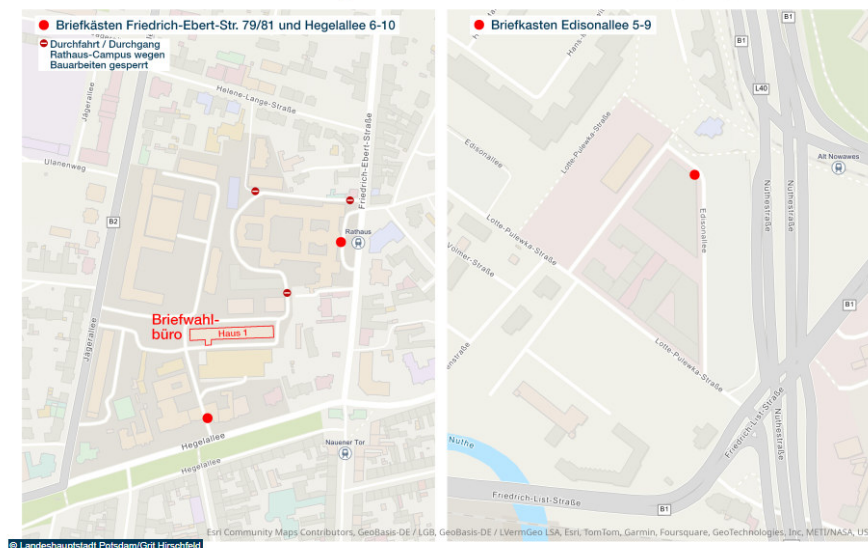 Briefkästen Friedrich-Ebert-Str. 79/81 und Hegelallee 6-10
Durchfahrt / Durchgang
Rathaus-Campus wegen
Bauarbeiten gesperrt
Jägerallee
Helene-Lange-Straße
Friedrich-Ebert-Straße
Ulanenweg
B2
Rathaus
Briefwahl-
büro
Haus 1
Jägerallee
Hegelallee
Hegelallee
Nauener Tor
© Landeshauptstadt Potsdam/Grit Hirschfeld
Briefkasten Edisonallee 5-9
B1
L40
Lotte-Pulewka-Straße
Edisonallee
Alt Nowawes
Nuthestraße
Nuthestraße
Edisonallee
Lotte-Pulewka-Straße
Volmer-Straße
B1
Lotte-Pulewka-Straße
Friedrich-List-Straße
Nuthestraße
Nuthe
Friedrich-List-Straße
B1
Esri Community Maps Contributors, GeoBasis-DE / LGB, GeoBasis-DE / LVermGeo LSA, Esri, TomTom, Garmin, Foursquare, GeoTechnologies, Inc, METI/NASA, US